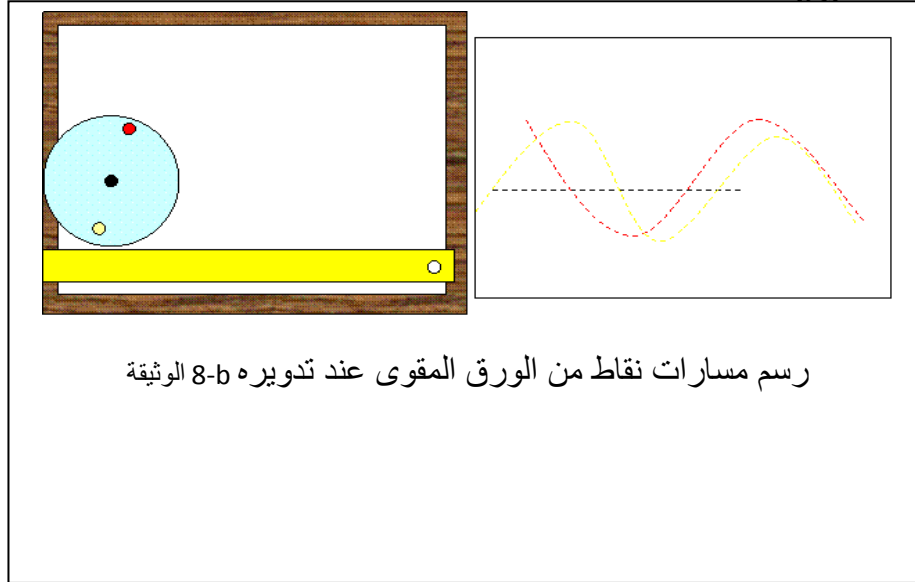 رسم مسارات نقاط من الورق المقوى عند تدويره 8-b الوثيقة